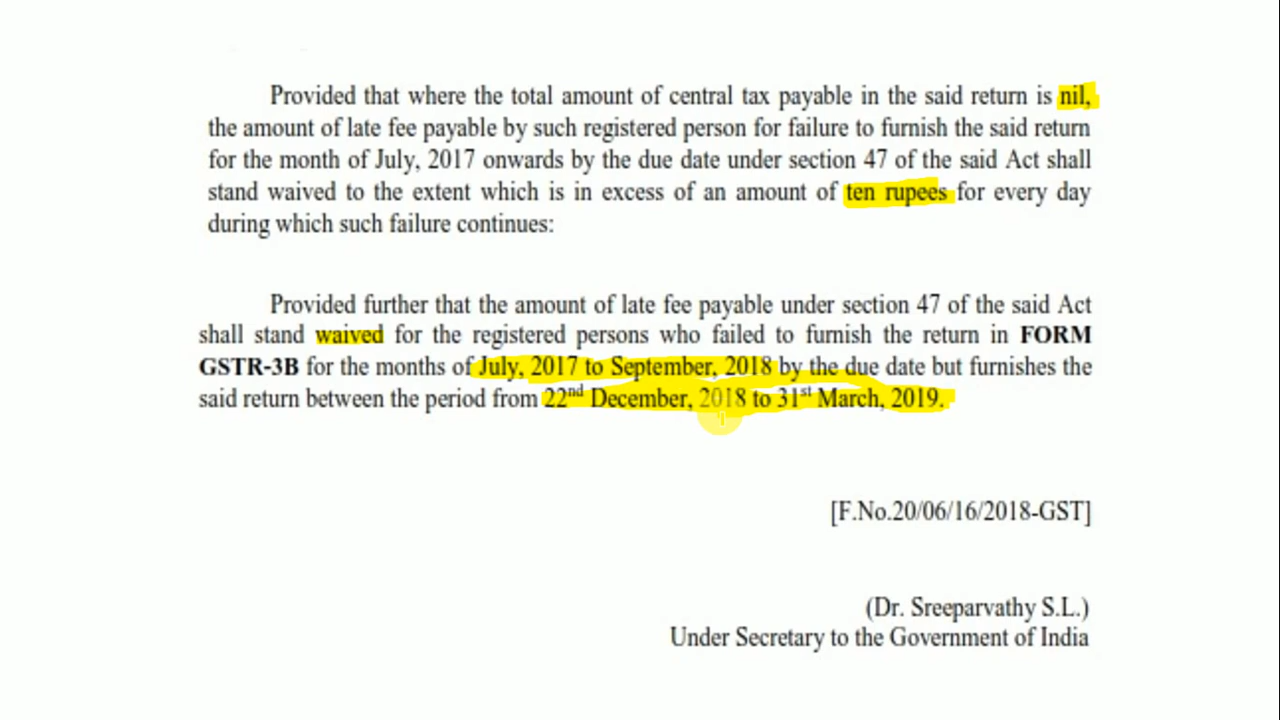 Provided that where the total amount of central tax payable in the said return is nil,
the amount of late fee payable by such registered person for failure to furnish the said return
for the month of July, 2017 onwards by the due date under section 47 of the said Act shall
stand waived to the extent which is in excess of an amount of ten rupees for every day
during which such failure continues:
Provided further that the amount of late fee payable under section 47 of the said Act
shall stand waived for the registered persons who failed to furnish the return in FORM
GSTR-3B for the months of July, 2017 to September, 2018 by the due date but furnishes the
said return between the period from 22nd December, 2018 to 31st March, 2019.
[F.No.20/06/16/2018-GST]
(Dr. Sreeparvathy S.L.)
Under Secretary to the Government of India